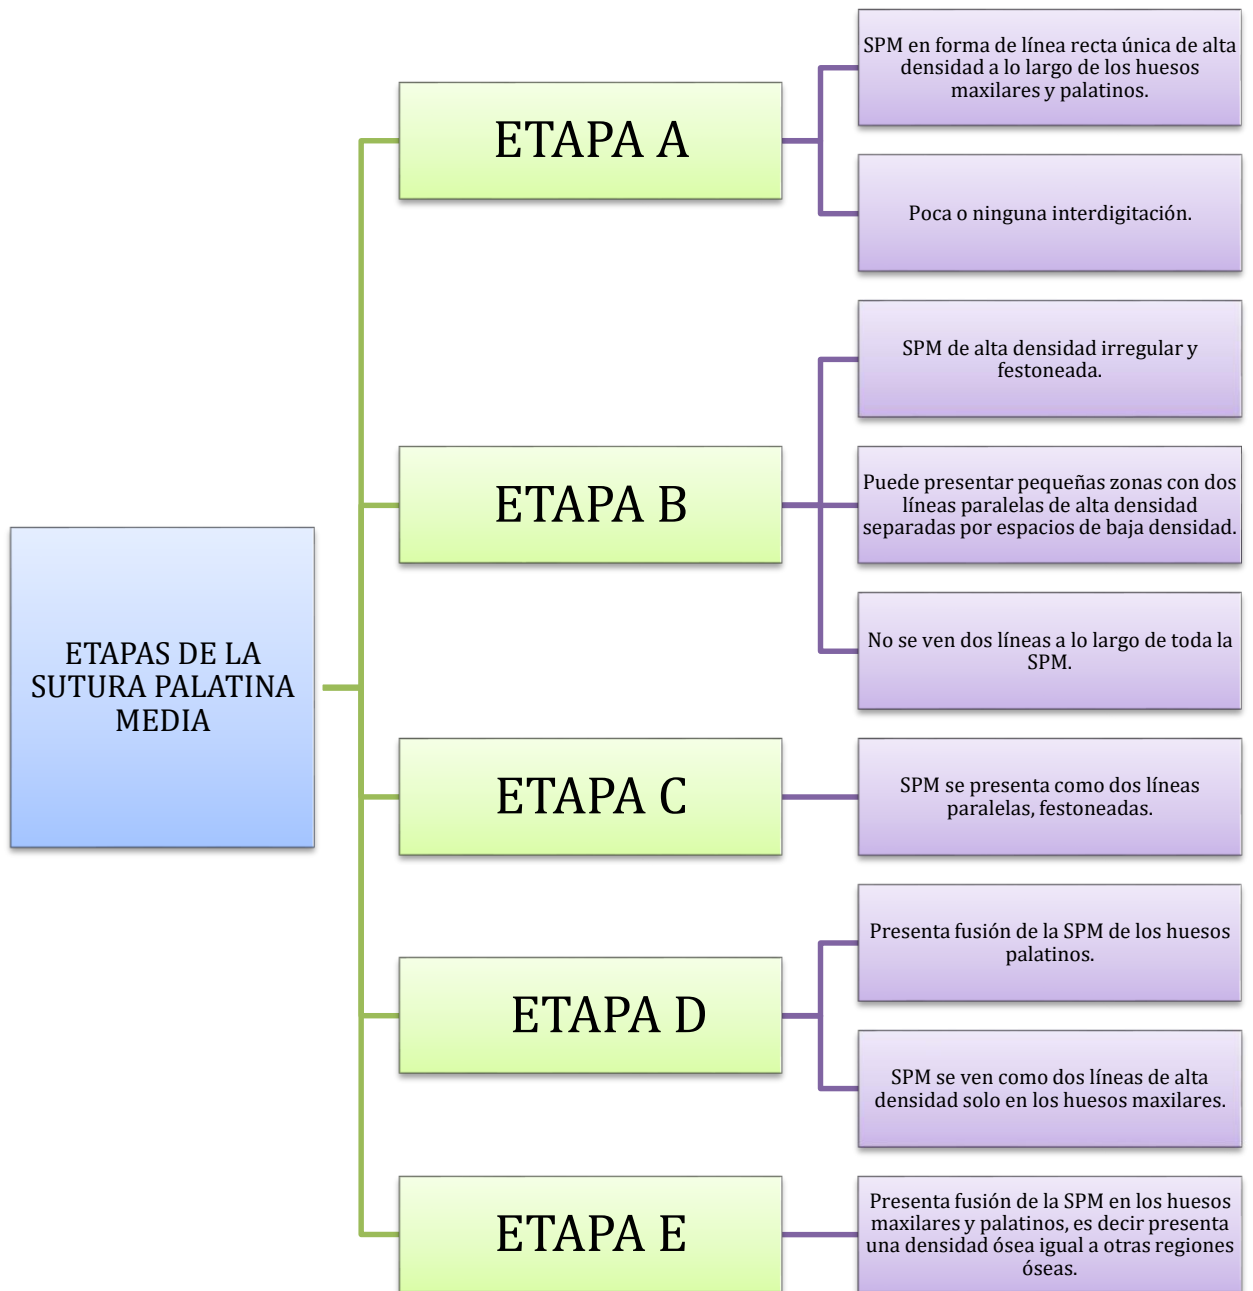 ETAPAS DE LA
SUTURA PALATINA
MEDIA
ETAPA A
SPM en forma de línea recta única de alta
densidad a lo largo de los huesos
maxilares y palatinos.
Poca o ninguna interdigitación.
ETAPA B
SPM de alta densidad irregular y
festoneada.
Puede presentar pequeñas zonas con dos
líneas paralelas de alta densidad
separadas por espacios de baja densidad.
No se ven dos líneas a lo largo de toda la
SPM.
ETAPA C
SPM se presenta como dos líneas
paralelas, festoneadas.
ETAPA D
Presenta fusión de la SPM de los huesos
palatinos.
SPM se ven como dos líneas de alta
densidad solo en los huesos maxilares.
ETAPA E
Presenta fusión de la SPM en los huesos
maxilares y palatinos, es decir presenta
una densidad ósea igual a otras regiones
óseas.